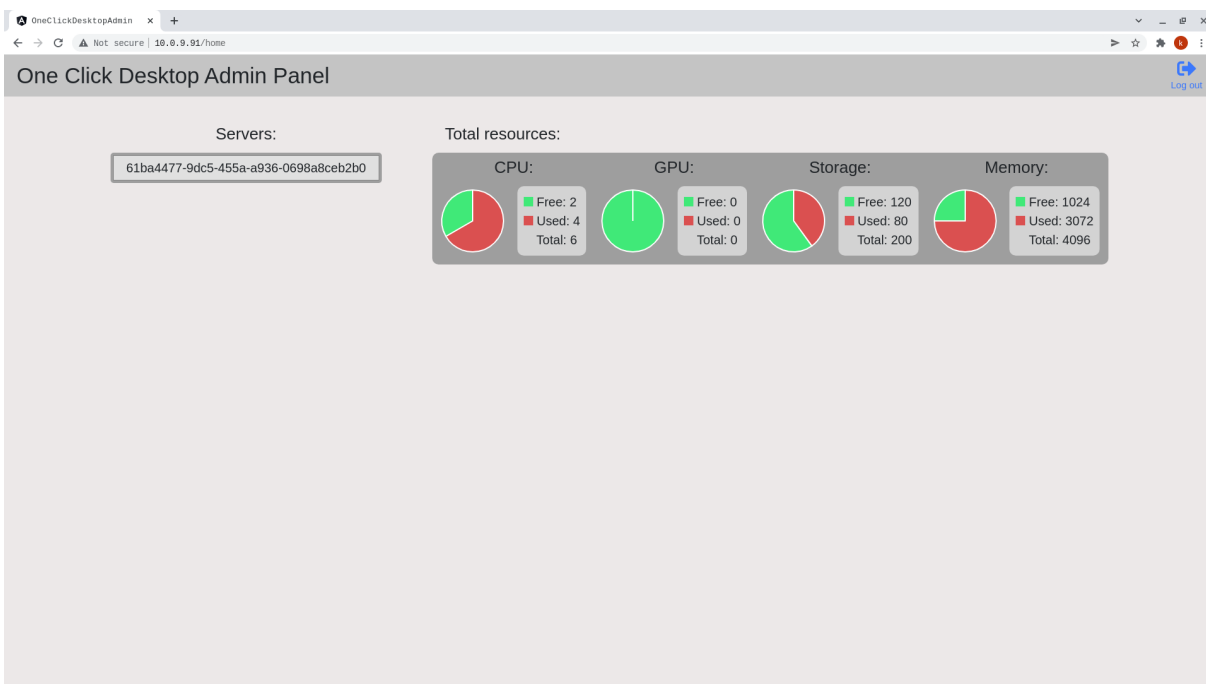 OneClickDesktopAdmin
Not secure | 10.0.9.91/home
k
One Click Desktop Admin Panel
Log out
Servers:
61ba4477-9dc5-455a-a936-0698a8ceb2b0
Total resources:
CPU:
Free: 2
Used: 4
Total: 6
GPU:
Free: 0
Used: 0
Total: 0
Storage:
Free: 120
Used: 80
Total: 200
Memory:
Free: 1024
Used: 3072
Total: 4096